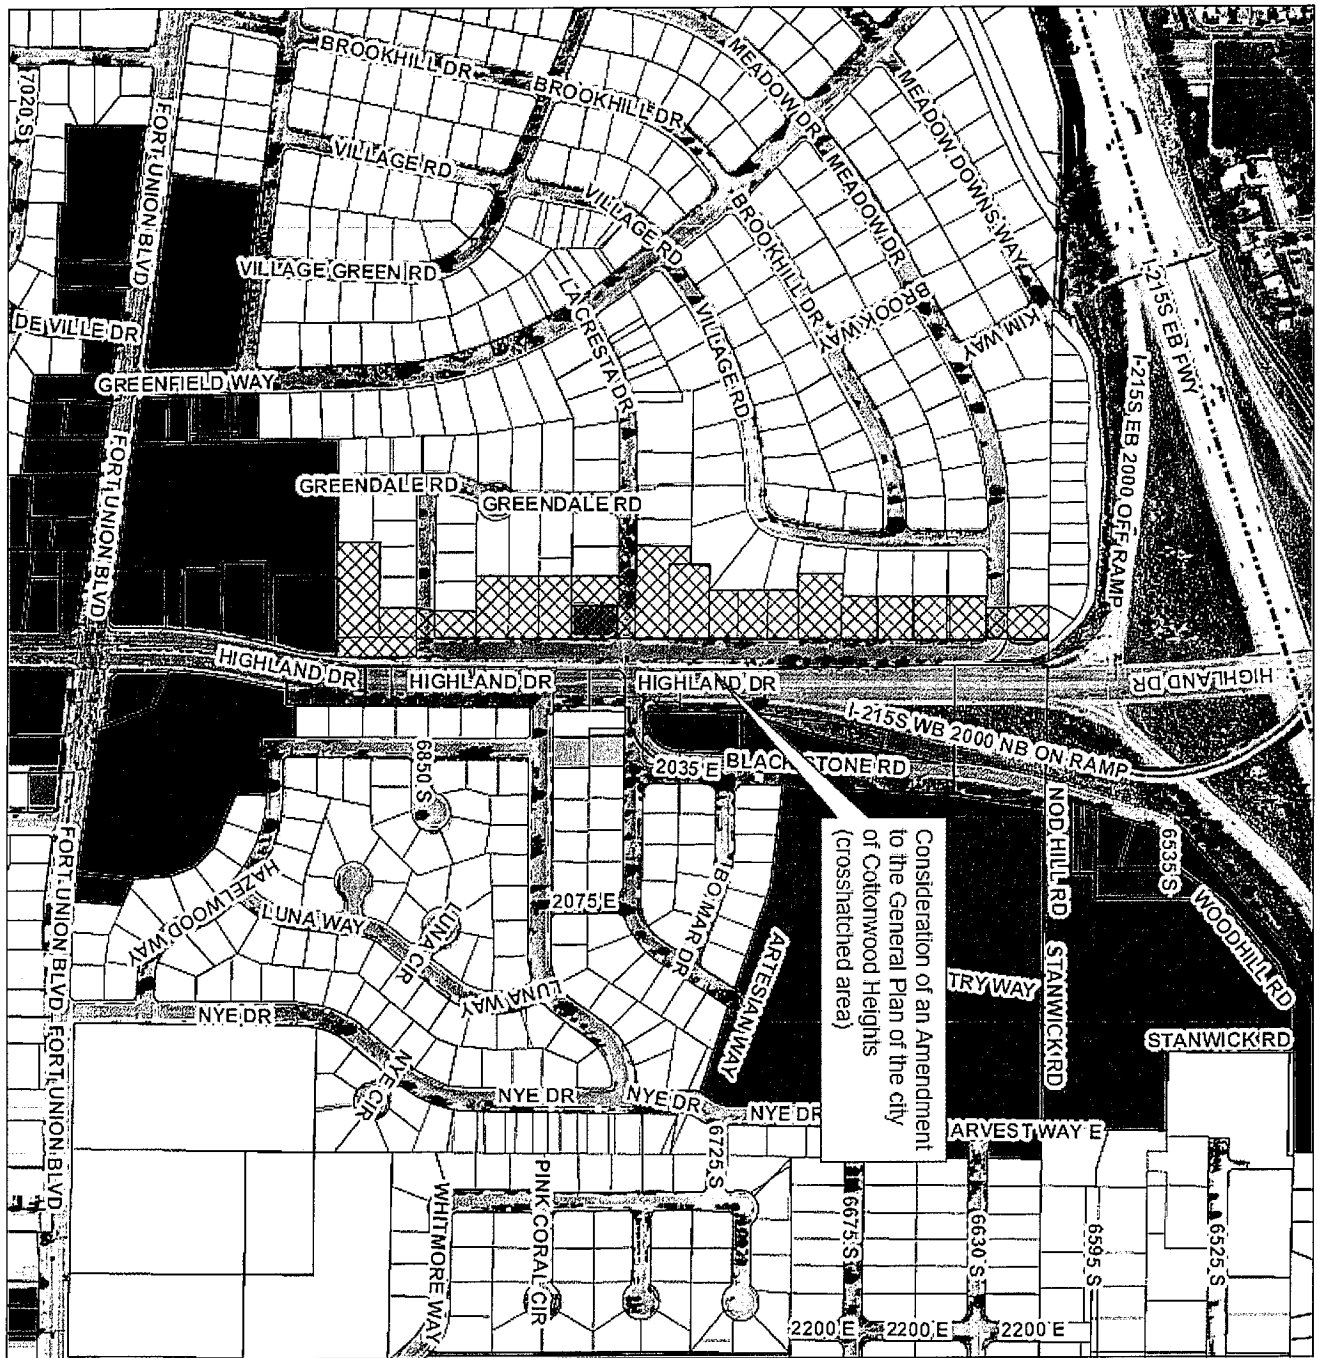 BROOKHILL DR
BROOKHILL DR
MEADOW DR
MEADOW DR
MEADOW DOWNS WAY
7020 S
FORT UNION BLVD
VILLAGE RD
VILLAGE RD
VILLAGE RD
BROOKHILL DR
BROOK WAY
KIM WAY
I-215S EB FWY
I-215S EB 2000 OFF RAMP
VILLAGE GREEN RD
LA CRESTA DR
DE VILLE DR
GREENFIELD WAY
FORT UNION BLVD
GREENDALE RD
GREENDALE RD
HIGHLAND DR
HIGHLAND DR
HIGHLAND DR
HIGHLAND DR
I-215S WB 2000 NB ON RAMP
6850 S
2035 E
BLACKSTONE RD
NOD HILL RD
6535 S
WOODHILL RD
Consideration of an Amendment
to the General Plan of the city
of Cottonwood Heights
(crosshatched area)
FORT UNION BLVD
FORT UNION BLVD
HAZELWOOD WAY
LUNA WAY
LUNA CIR
LUNA WAY
2075 E
BOMAR DR
ARTESIAN WAY
TRY WAY
STANWICK RD
STANWICK RD
NYE DR
NYE CIR
NYE DR
NYE DR
NYE DR
ARVEST WAY E
6725 S
WHITMORE WAY
PINK CORAL CIR
6675 S
6630 S
6595 S
6525 S
2200 E
2200 E
2200 E